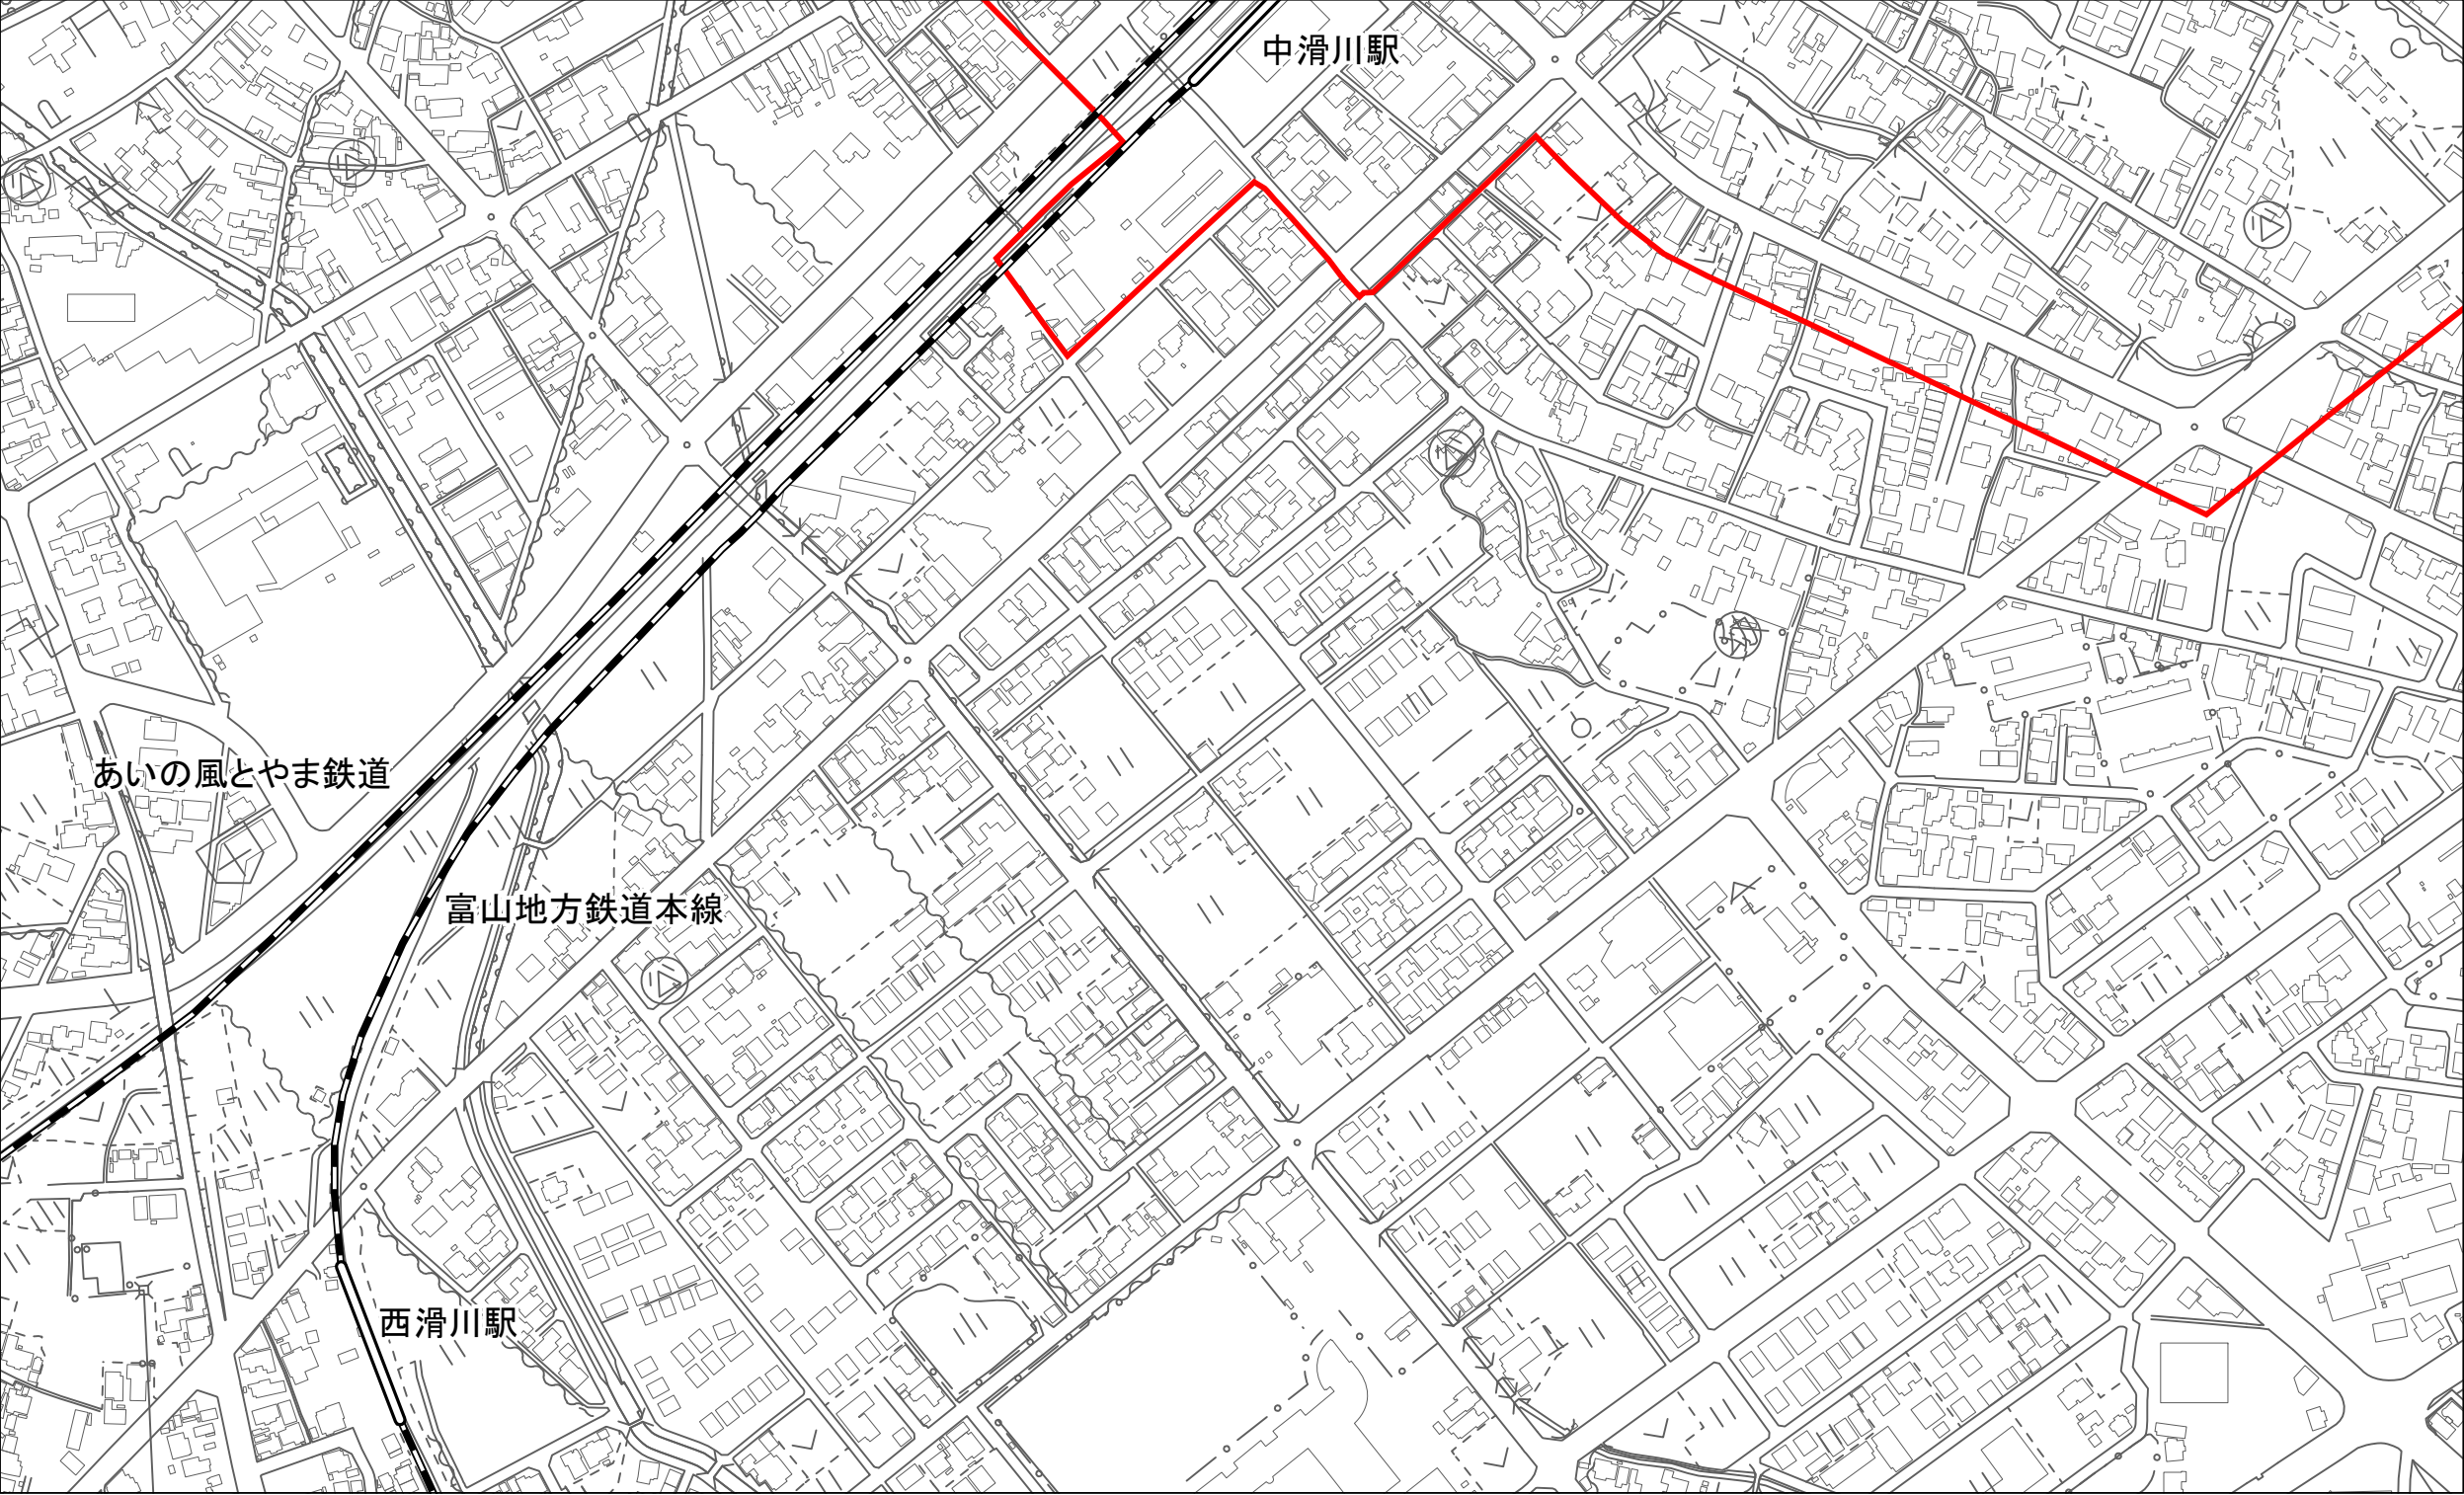 中滑川駅
あいの風とやま鉄道
富山地方鉄道本線
西滑川駅